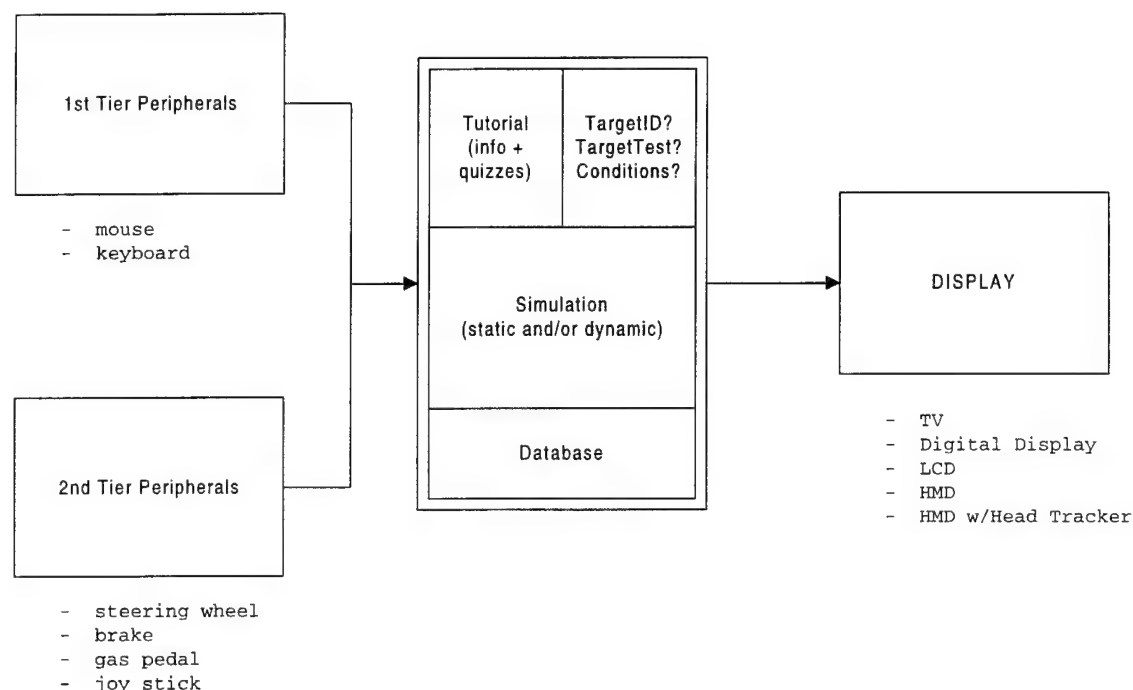 1st Tier Peripherals
- mouse
- keyboard
2nd Tier Peripherals
- steering wheel
- brake
- gas pedal
- joy stick
Tutorial
(info +
quizzes)
TargetID?
TargetTest?
Conditions?
Simulation
(static and/or dynamic)
Database
DISPLAY
- TV
- Digital Display
- LCD
- HMD
- HMD w/Head Tracker